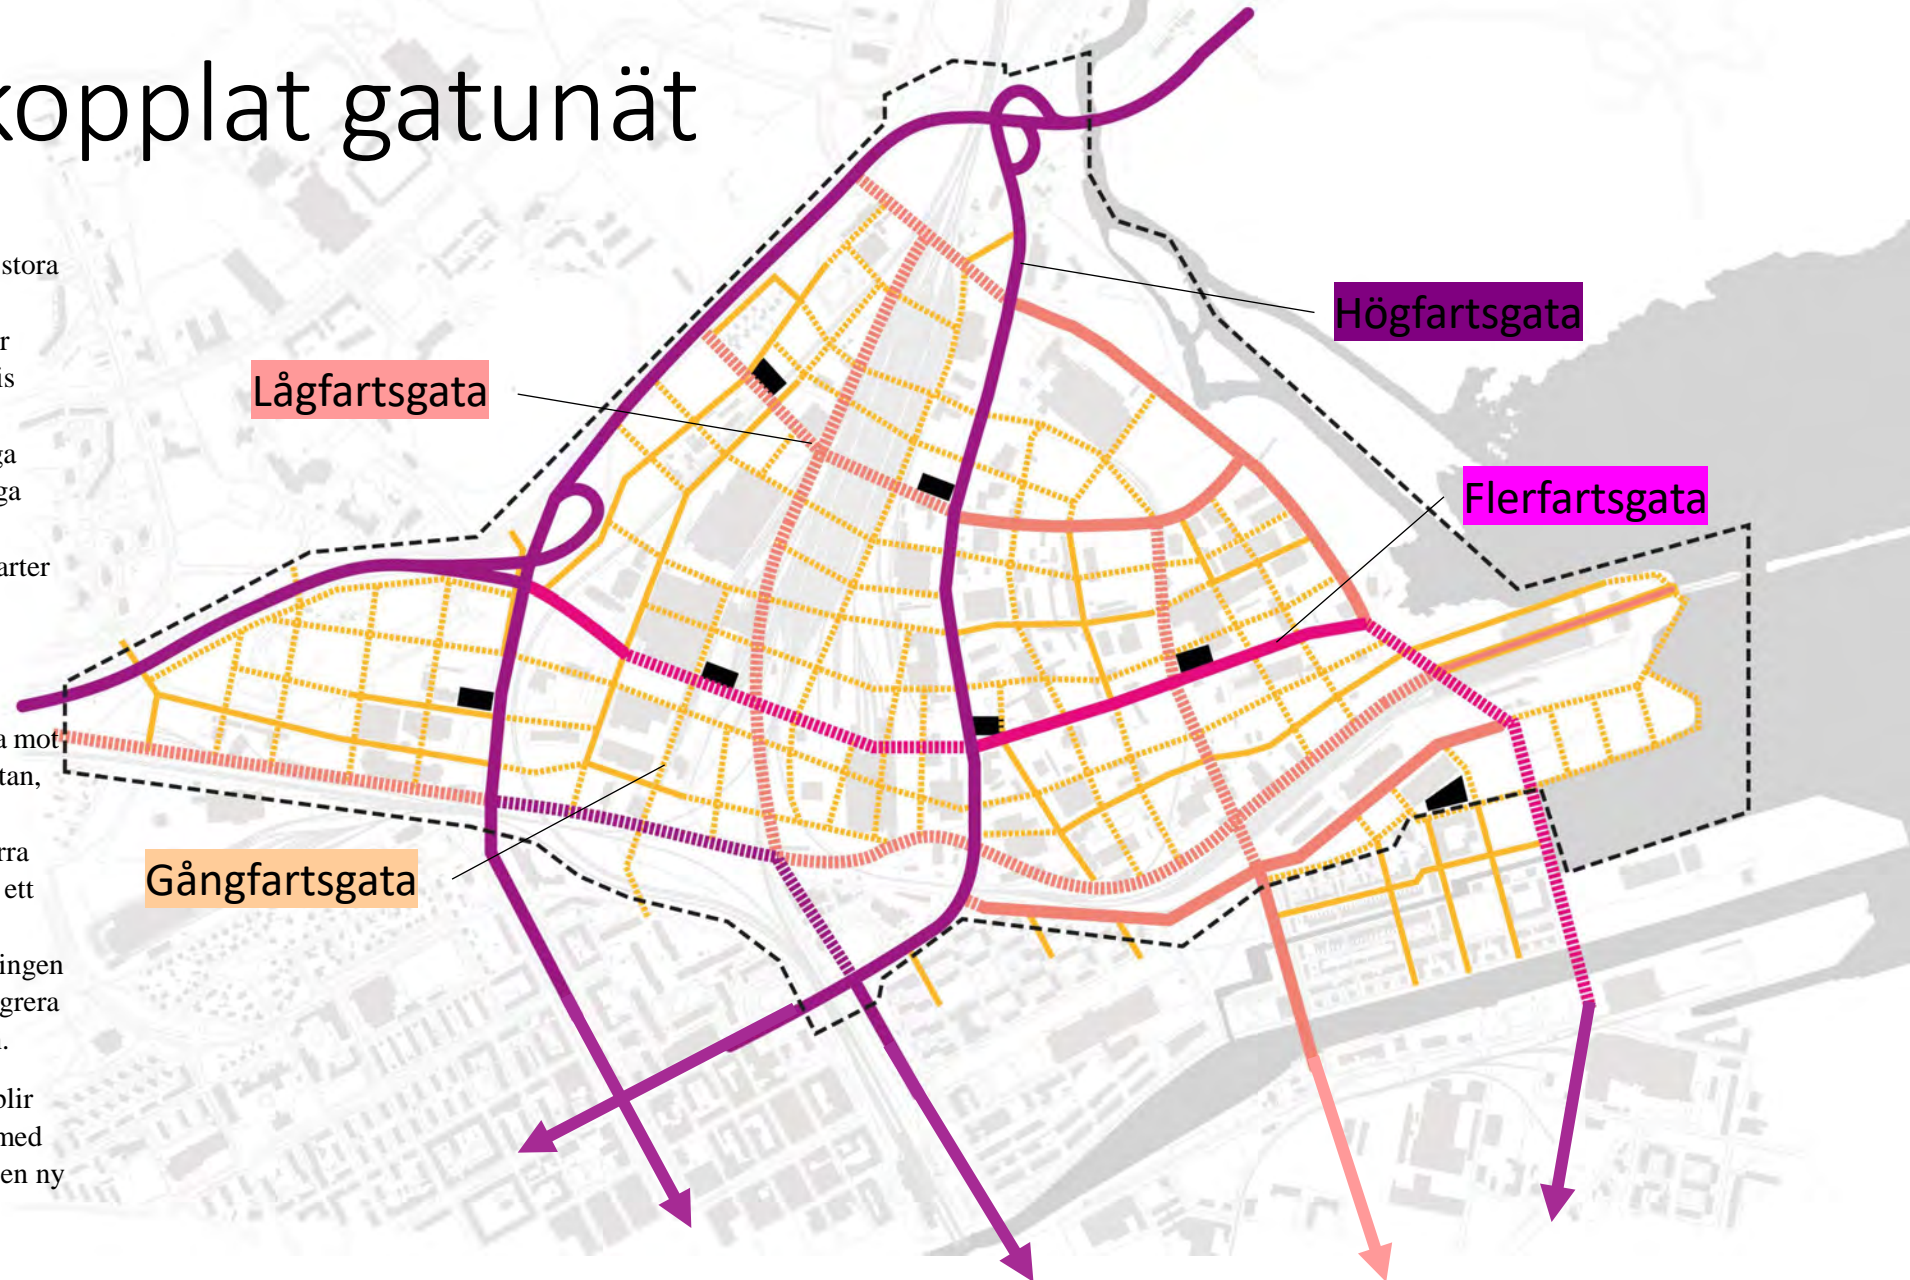 kopplat gatunät
stora
r
is
ga
ga
arter
a mot
tan,
rra
ett
ingen
grera
.
blir
med
en ny
Högfartsgata
Lågfartsgata
Flerfartsgata
Gångfartsgata